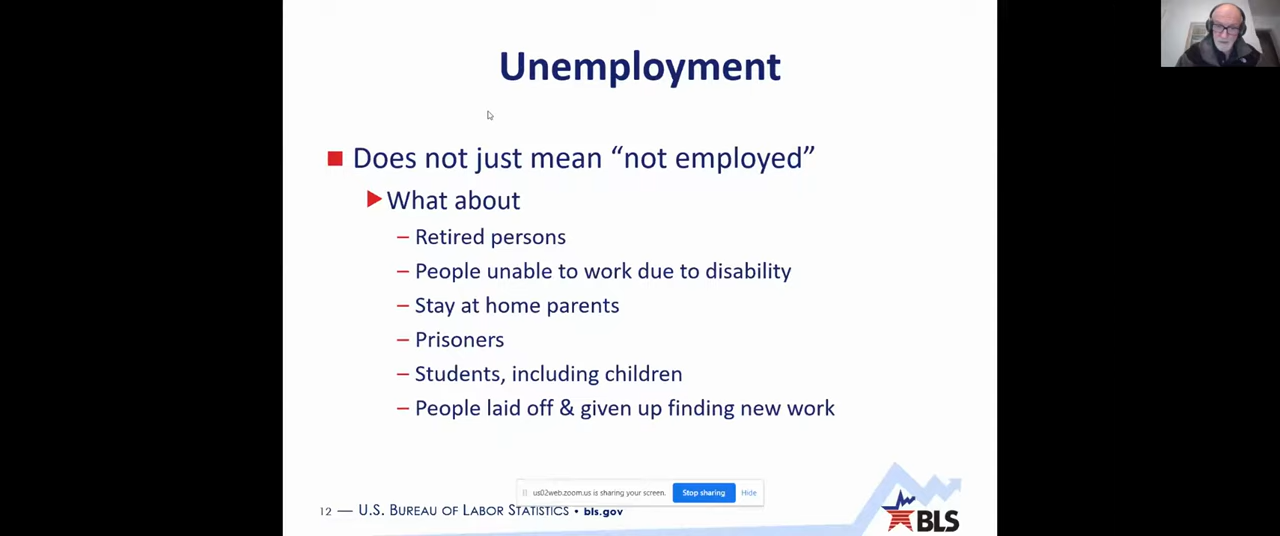 Unemployment
Does not just mean “not employed”
What about
– Retired persons
– People unable to work due to disability
– Stay at home parents
– Prisoners
– Students, including children
– People laid off & given up finding new work
us02web.zoom.us is sharing your screen. Stop sharing Hide
12 — U.S. BUREAU OF LABOR STATISTICS • bls.gov
BLS